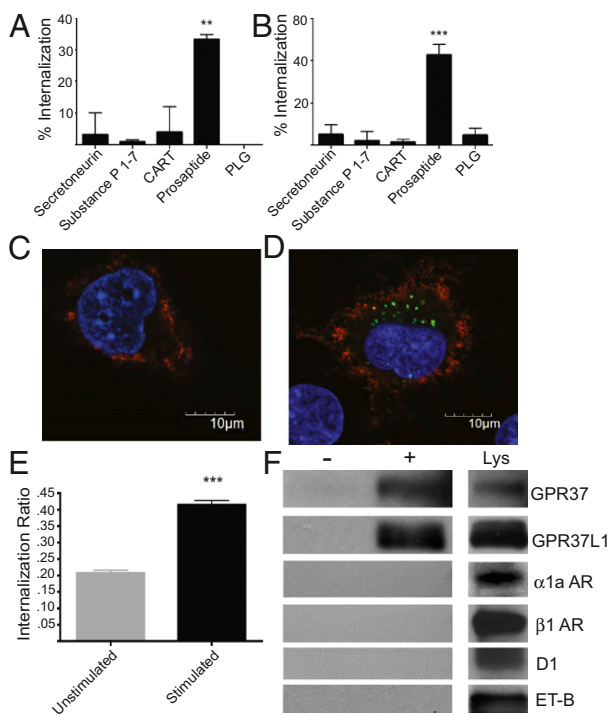 A
% Internalization
40
30
20
10
**
Secretoneurin
Substance P 1-7
CART
Prosaptide
PLG
B
% Internalization
80
40
20
***
Secretoneurin
Substance P 1-7
CART
Prosaptide
PLG
C
10μm
D
10μm
E
Internalization Ratio
.45
.40
.35
.30
.25
.20
.15
.10
.05
***
Unstimulated
Stimulated
F
- + Lys
GPR37
GPR37L1
α1a AR
β1 AR
D1
ET-B